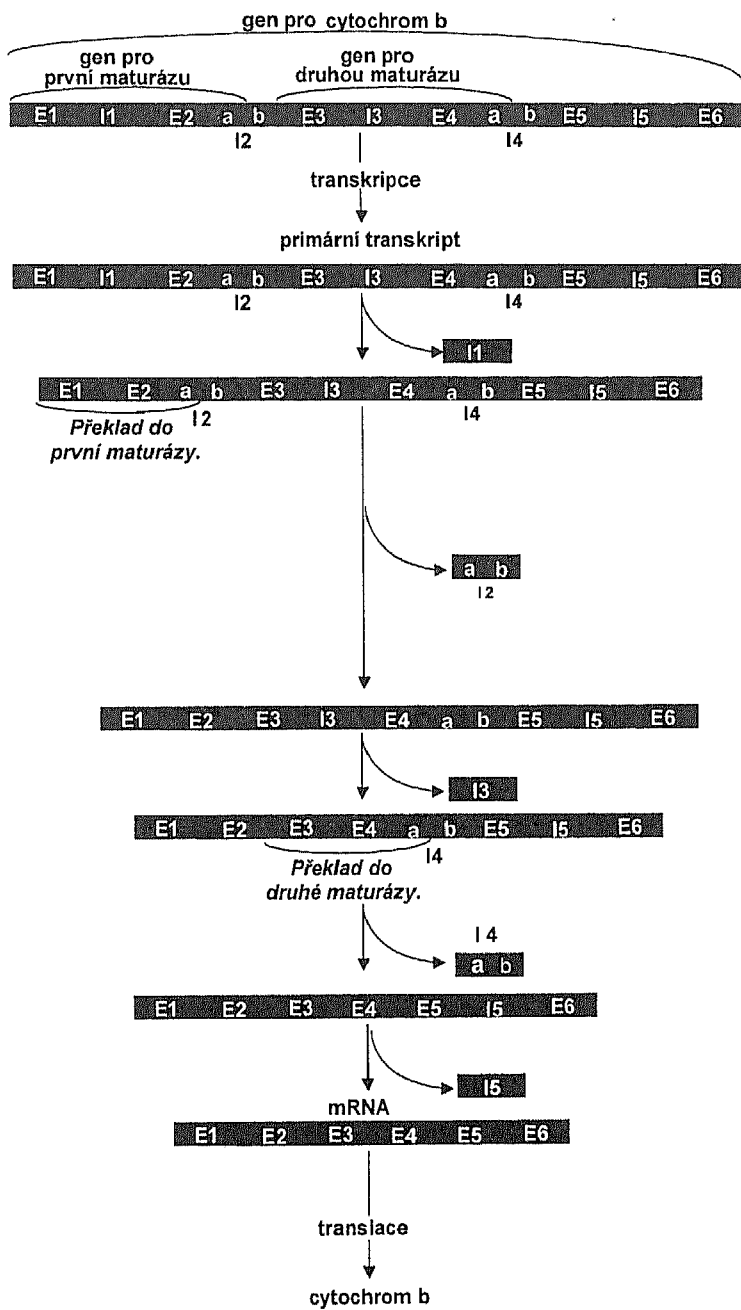 gen pro cytochrom b
gen pro
první maturázu
gen pro
druhou maturázu
E1 I1 E2 a b E3 I3 E4 a b E5 I5 E6
I2 I4
transkripce
primární transkript
E1 I1 E2 a b E3 I3 E4 a b E5 I5 E6
I2 I4
I1
E1 E2 a b E3 I3 E4 a b E5 I5 E6
I2 I4
Překlad do
první maturázy.
a b
I2
E1 E2 E3 I3 E4 a b E5 I5 E6
I3
E1 E2 E3 E4 a b E5 I5 E6
I4
Překlad do
druhé maturázy.
I4
a b
E1 E2 E3 E4 E5 I5 E6
I5
mRNA
E1 E2 E3 E4 E5 E6
translace
cytochrom b